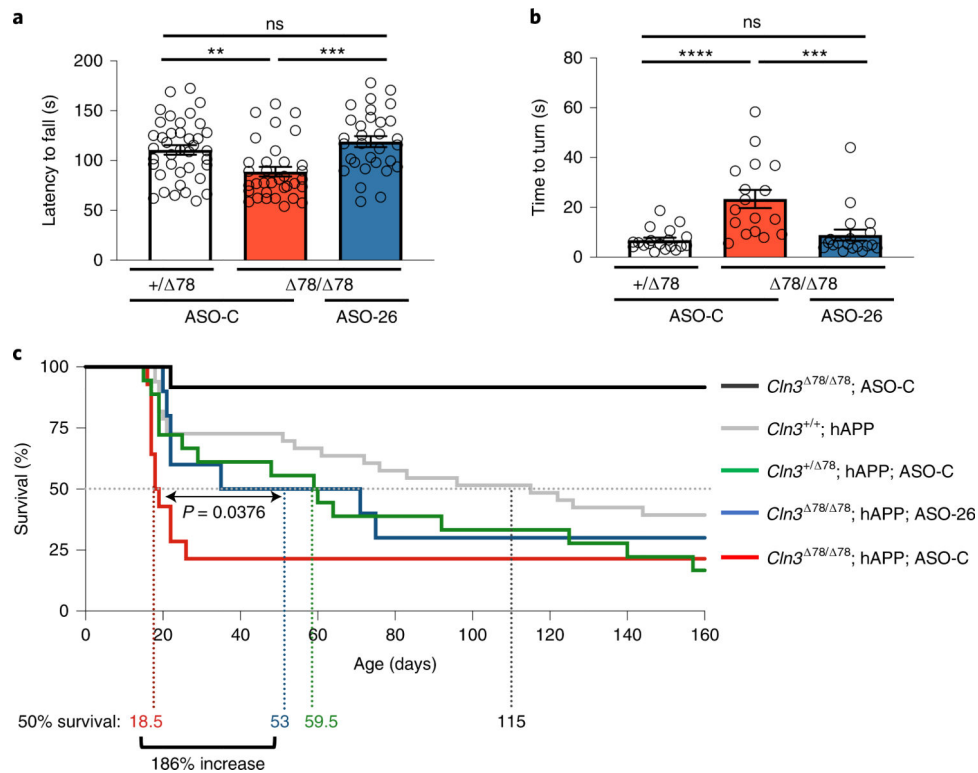 a
ns
** ***
200
150
100
50
0
Latency to fall (s)
+/Δ78 Δ78/Δ78
ASO-C ASO-26
b
ns
**** ***
80
60
40
20
0
Time to turn (s)
+/Δ78 Δ78/Δ78
ASO-C ASO-26
c
100
75
50
25
0
Survival (%)
P = 0.0376
0 20 40 60 80 100 120 140 160
Age (days)
Cln3Δ78/Δ78; ASO-C
Cln3+/+; hAPP
Cln3+/Δ78; hAPP; ASO-C
Cln3Δ78/Δ78; hAPP; ASO-26
Cln3Δ78/Δ78; hAPP; ASO-C
50% survival: 18.5 53 59.5 115
186% increase